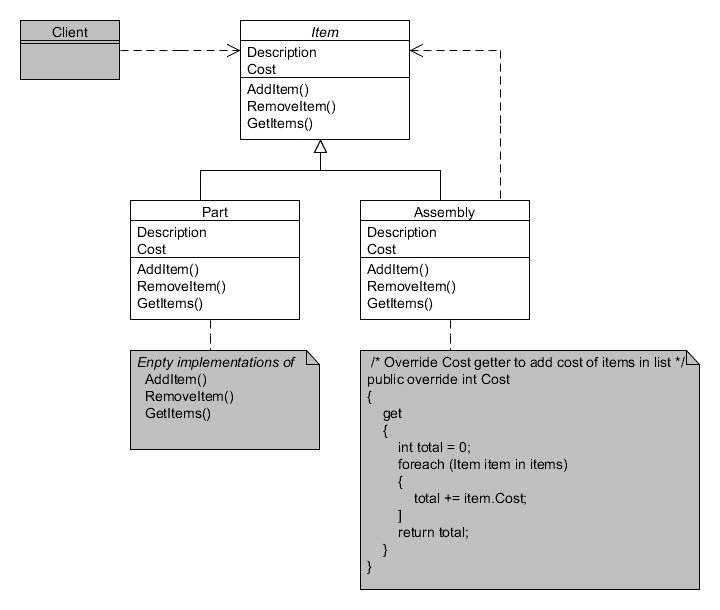 Client
Item
Description
Cost
AddItem()
RemoveItem()
GetItems()
Part
Description
Cost
AddItem()
RemoveItem()
GetItems()
Assembly
Description
Cost
AddItem()
RemoveItem()
GetItems()
Enpty implementations of
AddItem()
RemoveItem()
GetItems()
/* Override Cost getter to add cost of items in list */
public override int Cost
{
get
{
int total = 0;
foreach (Item item in items)
{
total += item.Cost;
]
return total;
}
}